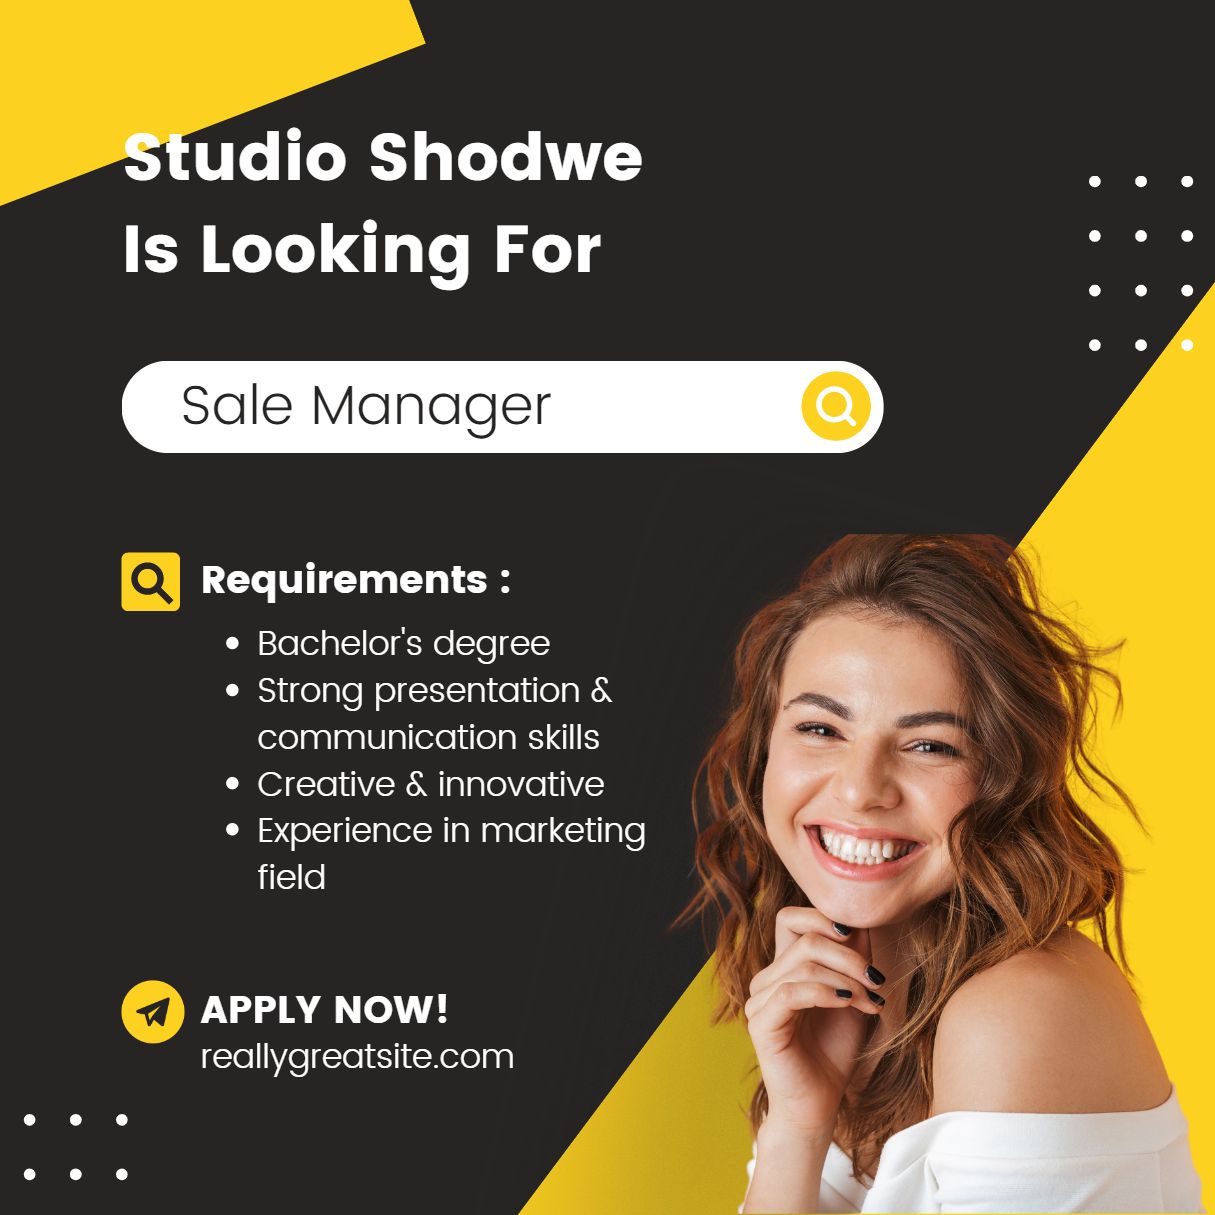 Studio Shodwe
Is Looking For
Sale Manager
Requirements :
• Bachelor's degree
• Strong presentation &
communication skills
• Creative & innovative
• Experience in marketing
field
APPLY NOW!
reallygreatsite.com